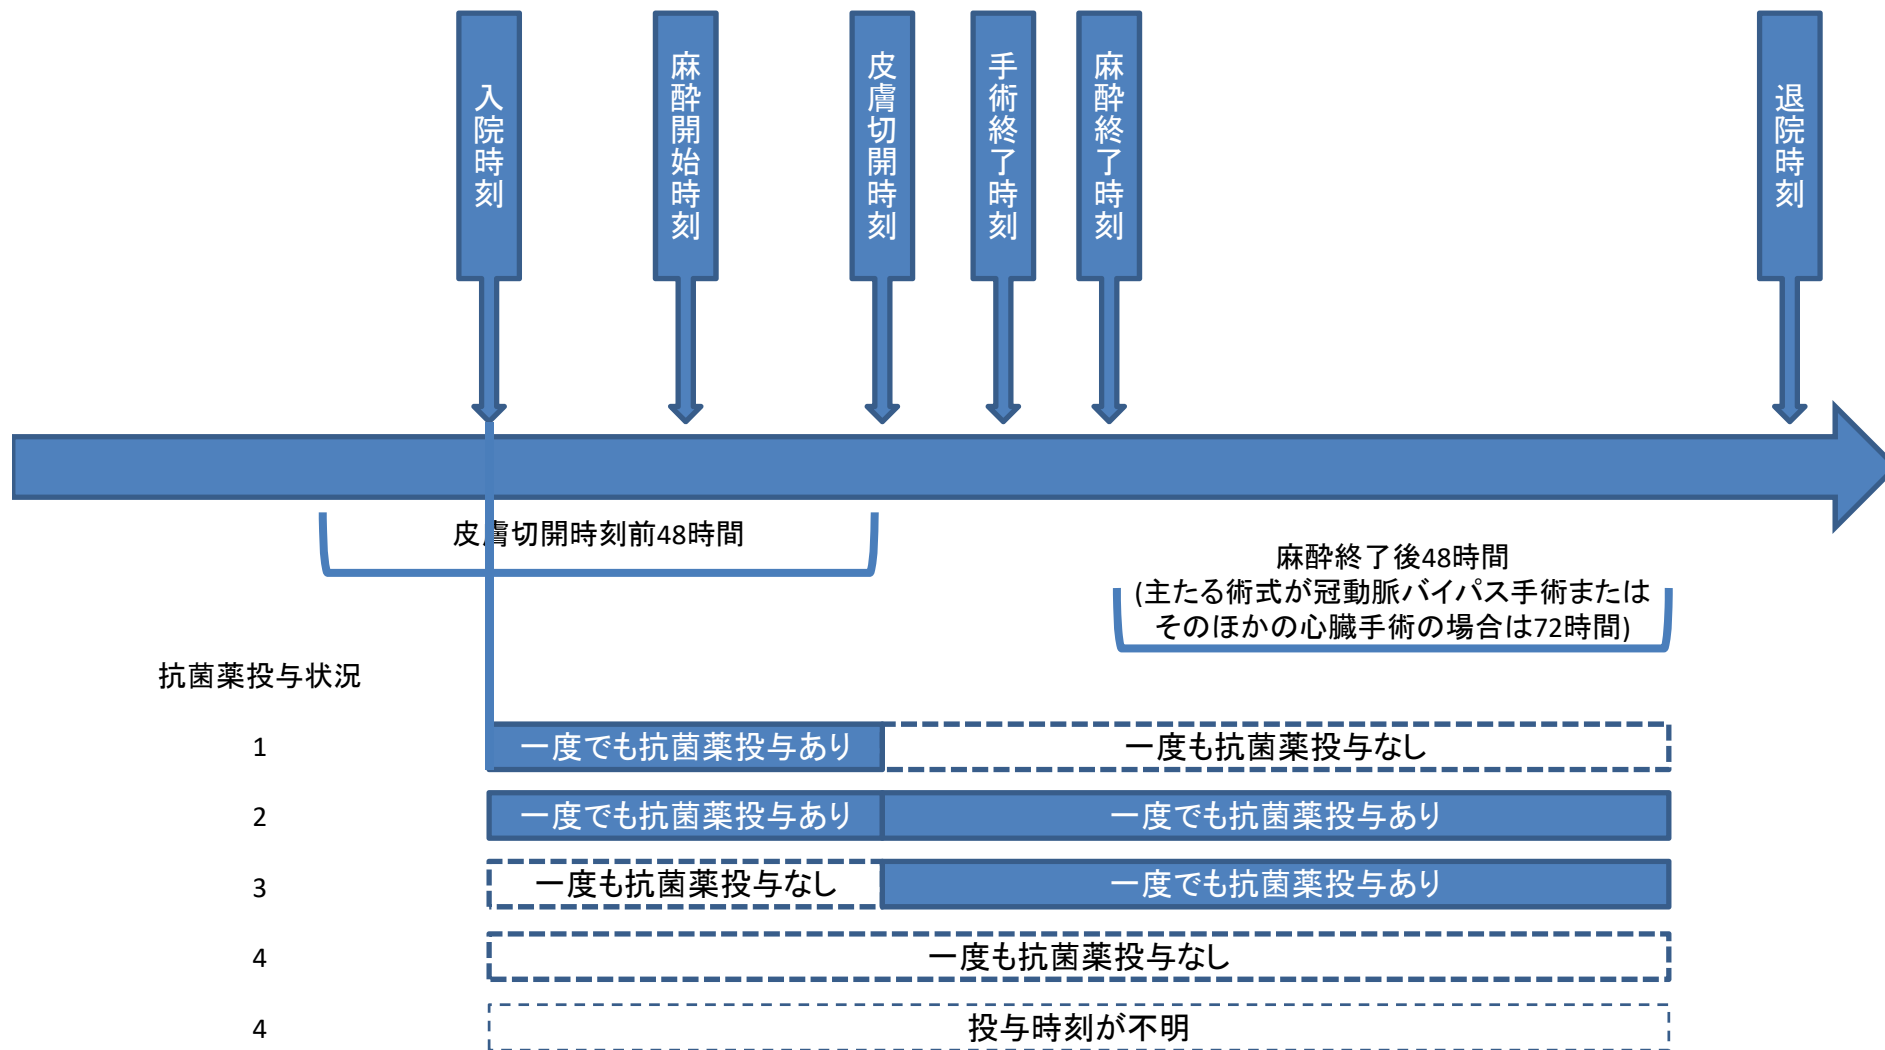 入院時刻
麻酔開始時刻
皮膚切開時刻
手術終了時刻
麻酔終了時刻
退院時刻
皮膚切開時刻前48時間
麻酔終了後48時間
(主たる術式が冠動脈バイパス手術または
そのほかの心臓手術の場合は72時間)
抗菌薬投与状況
1 一度でも抗菌薬投与あり 一度も抗菌薬投与なし
2 一度でも抗菌薬投与あり 一度でも抗菌薬投与あり
3 一度も抗菌薬投与なし 一度でも抗菌薬投与あり
4 一度も抗菌薬投与なし
4 投与時刻が不明